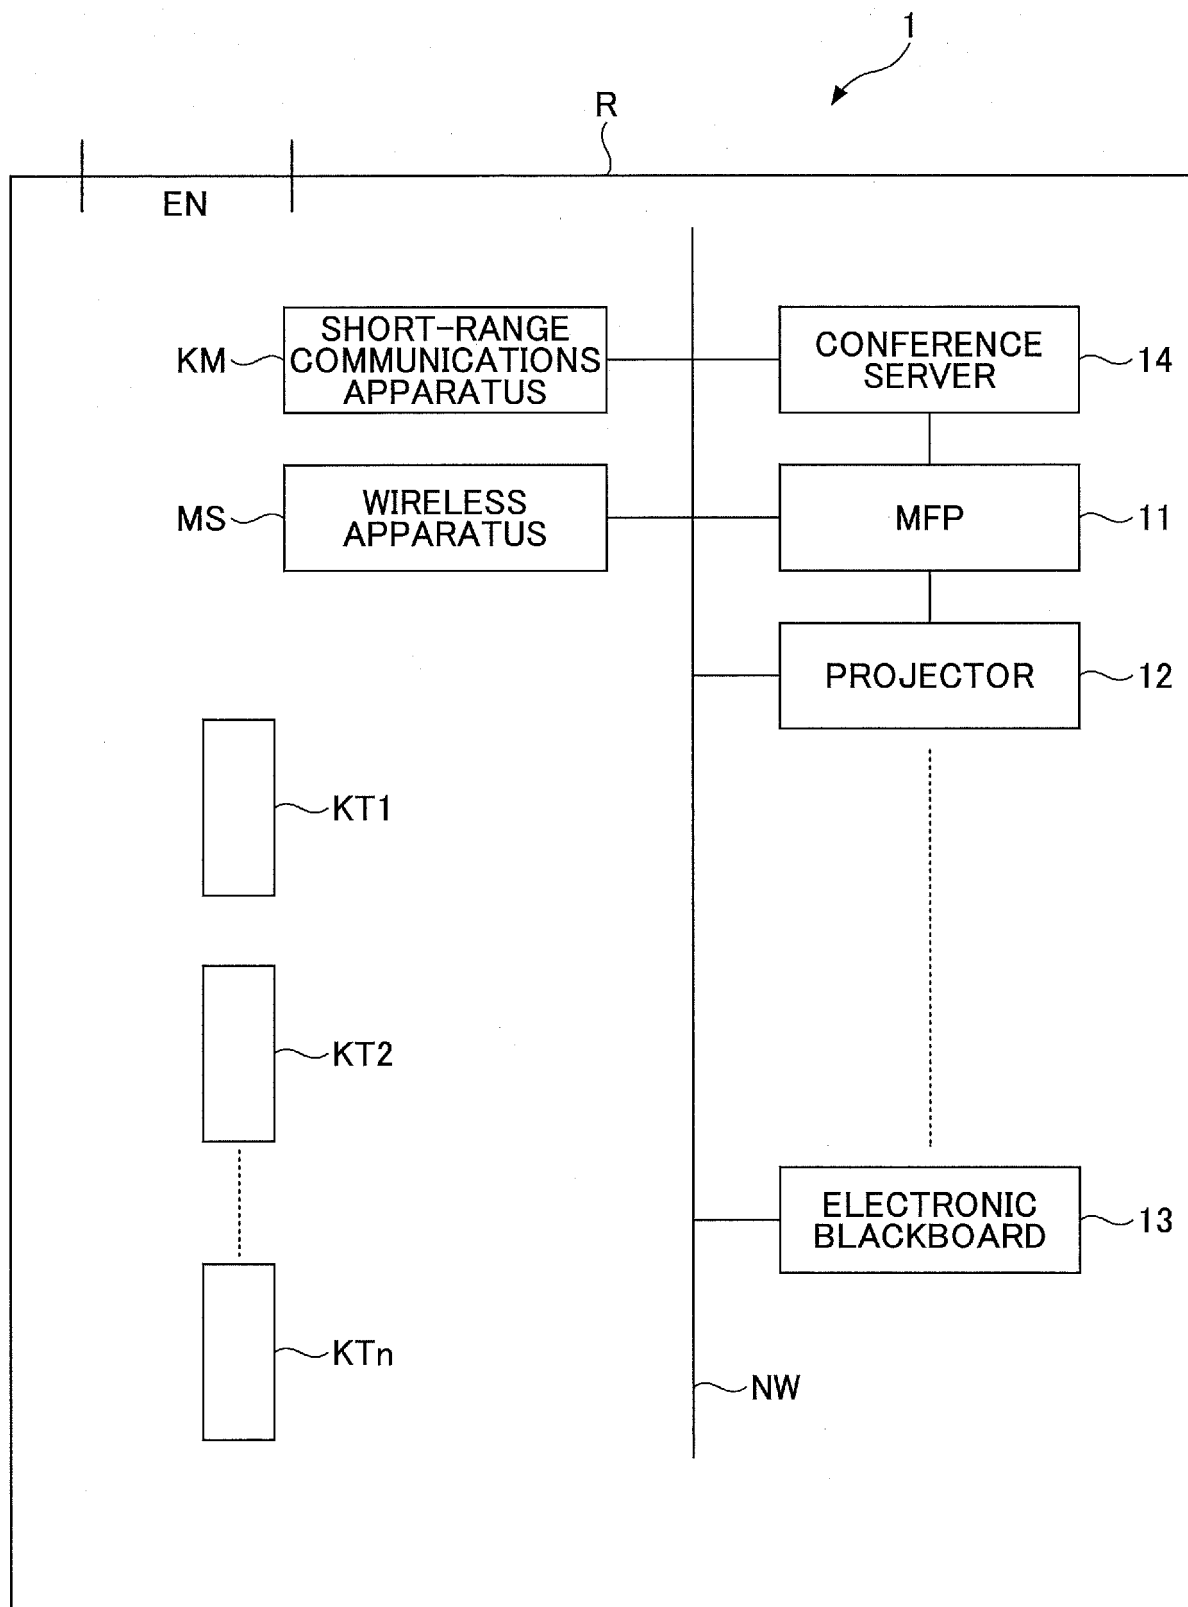 1
R
EN
KM
SHORT-RANGE
COMMUNICATIONS
APPARATUS
CONFERENCE
SERVER
14
MS
WIRELESS
APPARATUS
MFP
11
PROJECTOR
12
KT1
KT2
ELECTRONIC
BLACKBOARD
13
KTn
NW